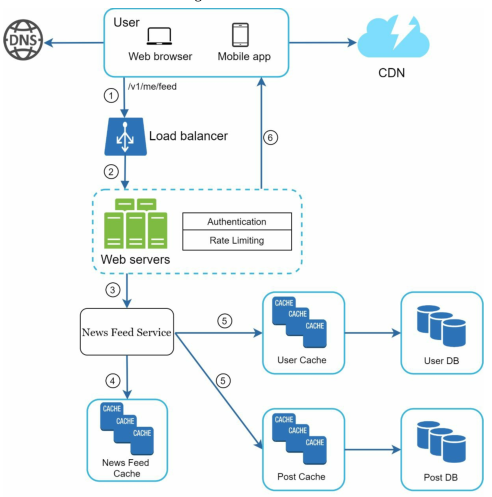 User
DNS
Web browser
Mobile app
CDN
/v1/me/feed
1
Load balancer
6
2
Authentication
Rate Limiting
Web servers
3
News Feed Service
5
CACHE
CACHE
CACHE
User Cache
User DB
4
5
CACHE
CACHE
CACHE
News Feed
Cache
CACHE
CACHE
CACHE
Post Cache
Post DB